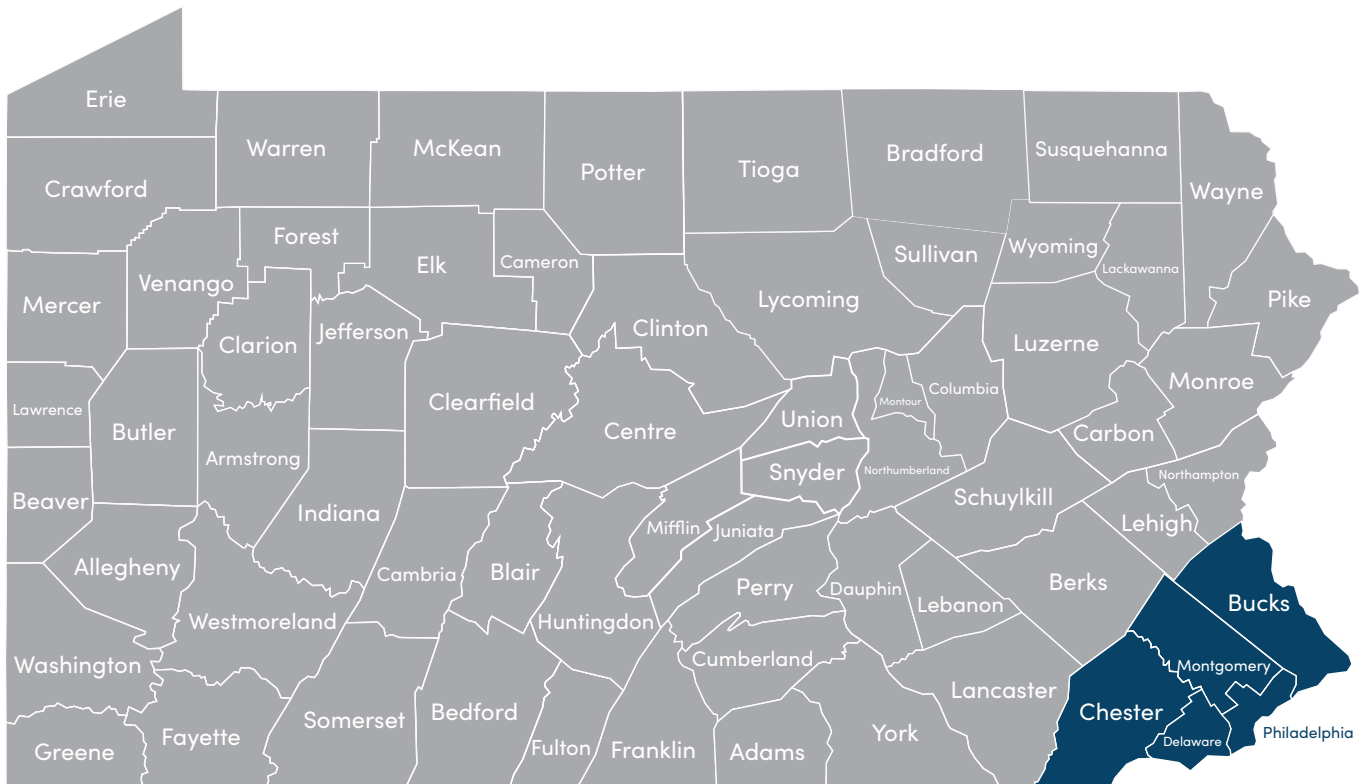 Erie
Warren
McKean
Potter
Tioga
Bradford
Susquehanna
Wayne
Crawford
Forest
Elk
Cameron
Sullivan
Wyoming
Lackawanna
Venango
Mercer
Lycoming
Pike
Clarion
Jefferson
Clinton
Luzerne
Lawrence
Butler
Clearfield
Centre
Union
Montour
Columbia
Monroe
Carbon
Armstrong
Snyder
Northumberland
Northampton
Beaver
Indiana
Schuylkill
Mifflin
Juniata
Lehigh
Allegheny
Cambria
Blair
Perry
Dauphin
Lebanon
Berks
Bucks
Westmoreland
Huntingdon
Washington
Cumberland
Montgomery
Lancaster
Somerset
Bedford
Chester
Greene
Fayette
Fulton
Franklin
Adams
York
Delaware
Philadelphia